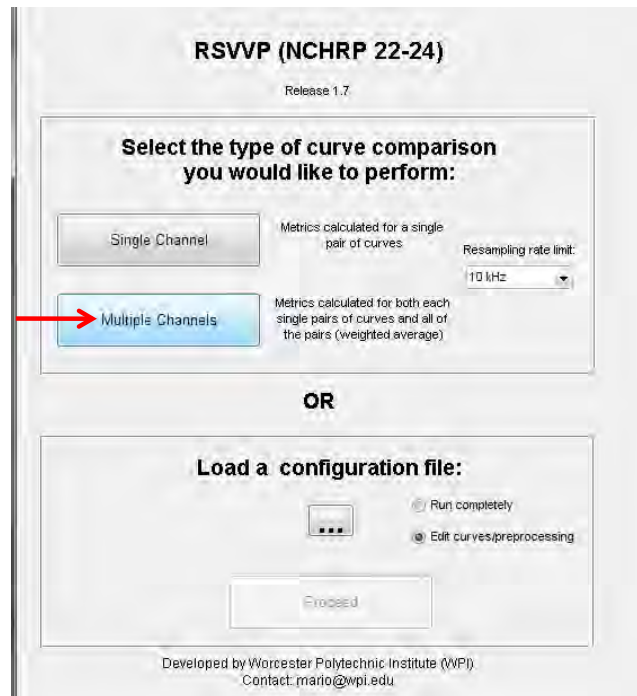 RSVVP (NCHRP 22-24)
Release 1.7
Select the type of curve comparison
you would like to perform:
Single Channel
Metrics calculated for a single
pair of curves
Resampling rate limit:
10 kHz
Multiple Channels
Metrics calculated for both each
single pairs of curves and all of
the pairs (weighted average)
OR
Load a configuration file:
...
Run completely
Edit curves/preprocessing
Proceed
Developed by Worcester Polytechnic Institute (WPI)
Contact: mario@wpi.edu